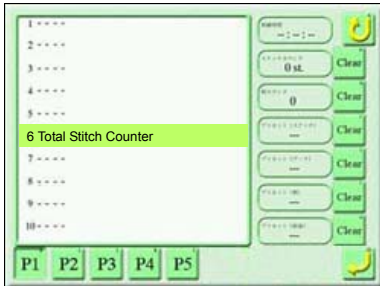 1 - - - -
2 - - - -
3 - - - -
4 - - - -
5 - - - -
6 Total Stitch Counter
7 - - - -
8 - - - -
9 - - - -
10- - - -
- : - : -
0 st.
Clear
0
Clear
—
Clear
—
Clear
—
Clear
—
Clear
P1 P2 P3 P4 P5